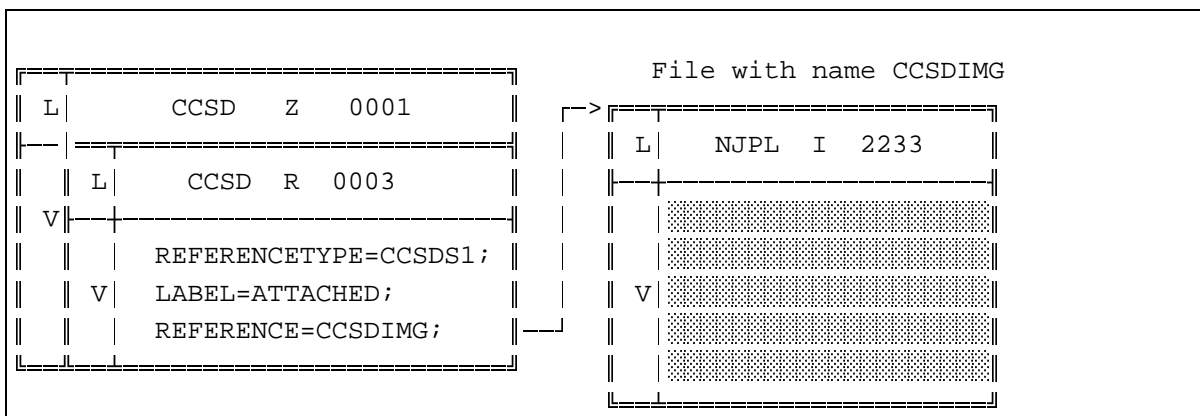 File with name CCSDIMG
L CCSD Z 0001
L NJPL I 2233
L CCSD R 0003
V
REFERENCETYPE=CCSDS1;
V LABEL=ATTACHED;
V
REFERENCE=CCSDIMG;